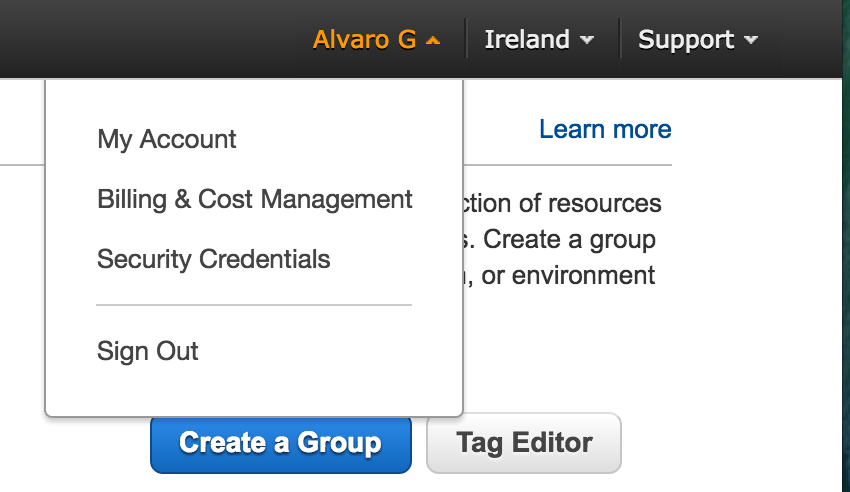 Alvaro G Ireland Support
My Account
Learn more
Billing & Cost Management
ction of resources
Create a group
Security Credentials
, or environment
Sign Out
Create a Group Tag Editor